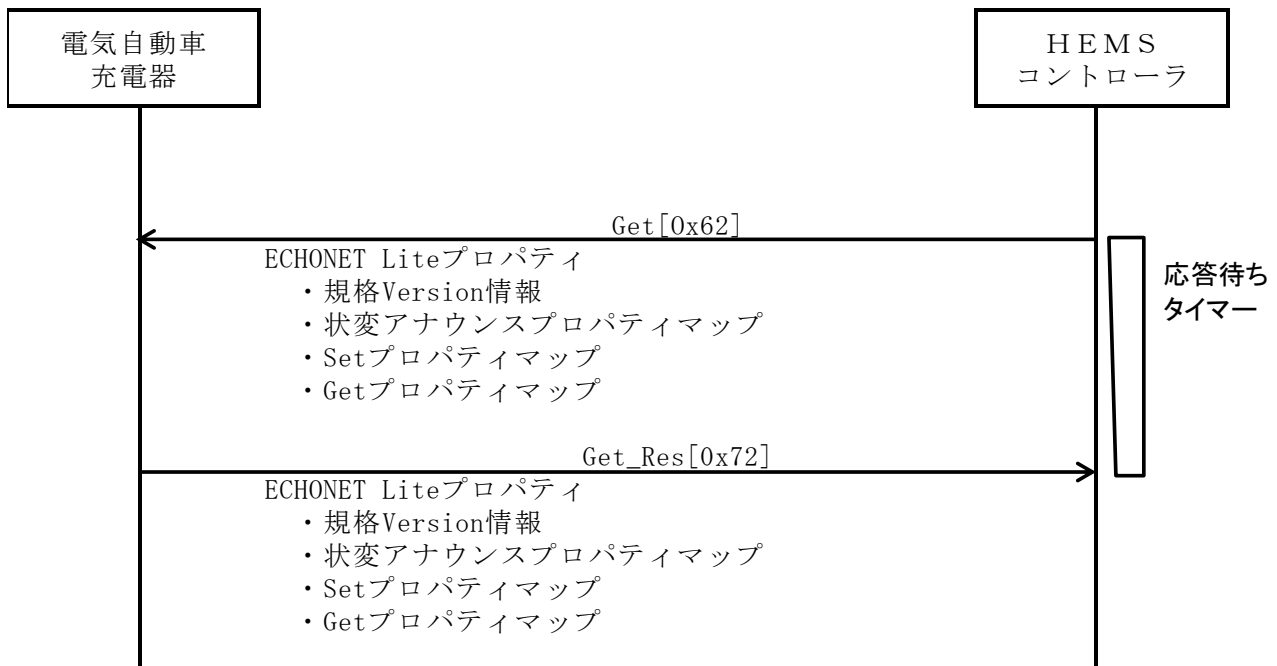 電気自動車
充電器
ＨＥＭＳ
コントローラ
Get[0x62]
ECHONET Liteプロパティ
・規格Version情報
・状変アナウンスプロパティマップ
・Setプロパティマップ
・Getプロパティマップ
応答待ち
タイマー
Get_Res[0x72]
ECHONET Liteプロパティ
・規格Version情報
・状変アナウンスプロパティマップ
・Setプロパティマップ
・Getプロパティマップ